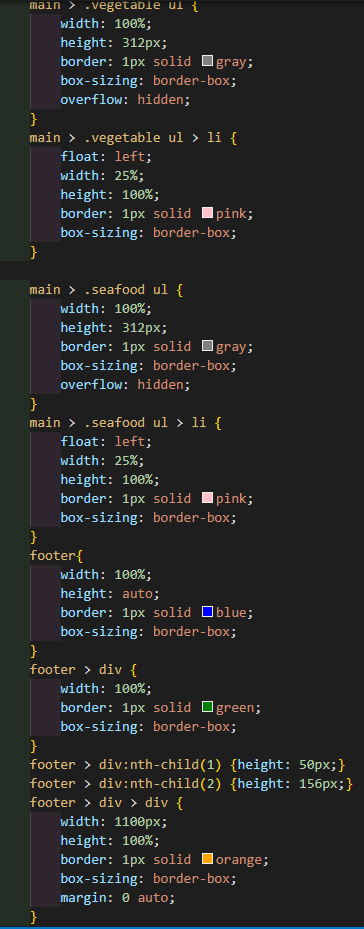 main > .vegetable ul {
    width: 100%;
    height: 312px;
    border: 1px solid gray;
    box-sizing: border-box;
    overflow: hidden;
}
main > .vegetable ul > li {
    float: left;
    width: 25%;
    height: 100%;
    border: 1px solid pink;
    box-sizing: border-box;
}

main > .seafood ul {
    width: 100%;
    height: 312px;
    border: 1px solid gray;
    box-sizing: border-box;
    overflow: hidden;
}
main > .seafood ul > li {
    float: left;
    width: 25%;
    height: 100%;
    border: 1px solid pink;
    box-sizing: border-box;
}
footer{
    width: 100%;
    height: auto;
    border: 1px solid blue;
    box-sizing: border-box;
}
footer > div {
    width: 100%;
    border: 1px solid green;
    box-sizing: border-box;
}
footer > div:nth-child(1) {height: 50px;}
footer > div:nth-child(2) {height: 156px;}
footer > div > div {
    width: 1100px;
    height: 100%;
    border: 1px solid orange;
    box-sizing: border-box;
    margin: 0 auto;
}